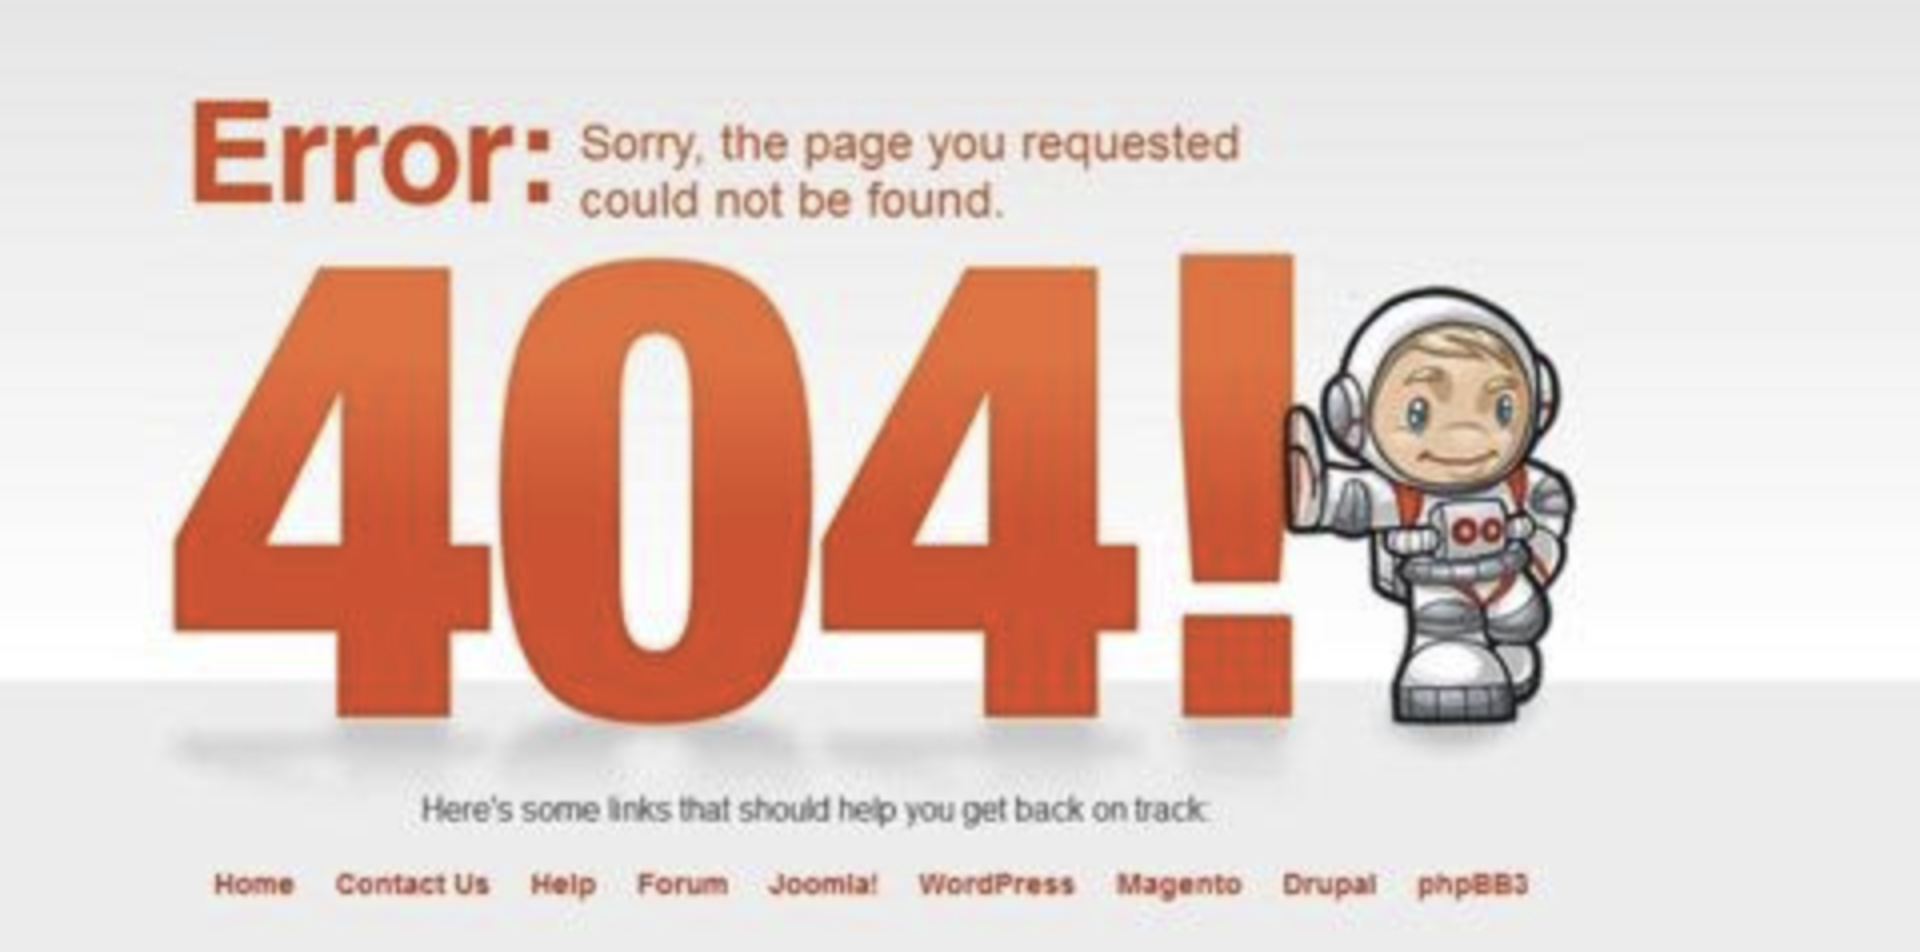 Error: Sorry, the page you requested
could not be found.
404!
Here's some links that should help you get back on track:
Home Contact Us Help Forum Joomla! WordPress Magento Drupal phpBB3